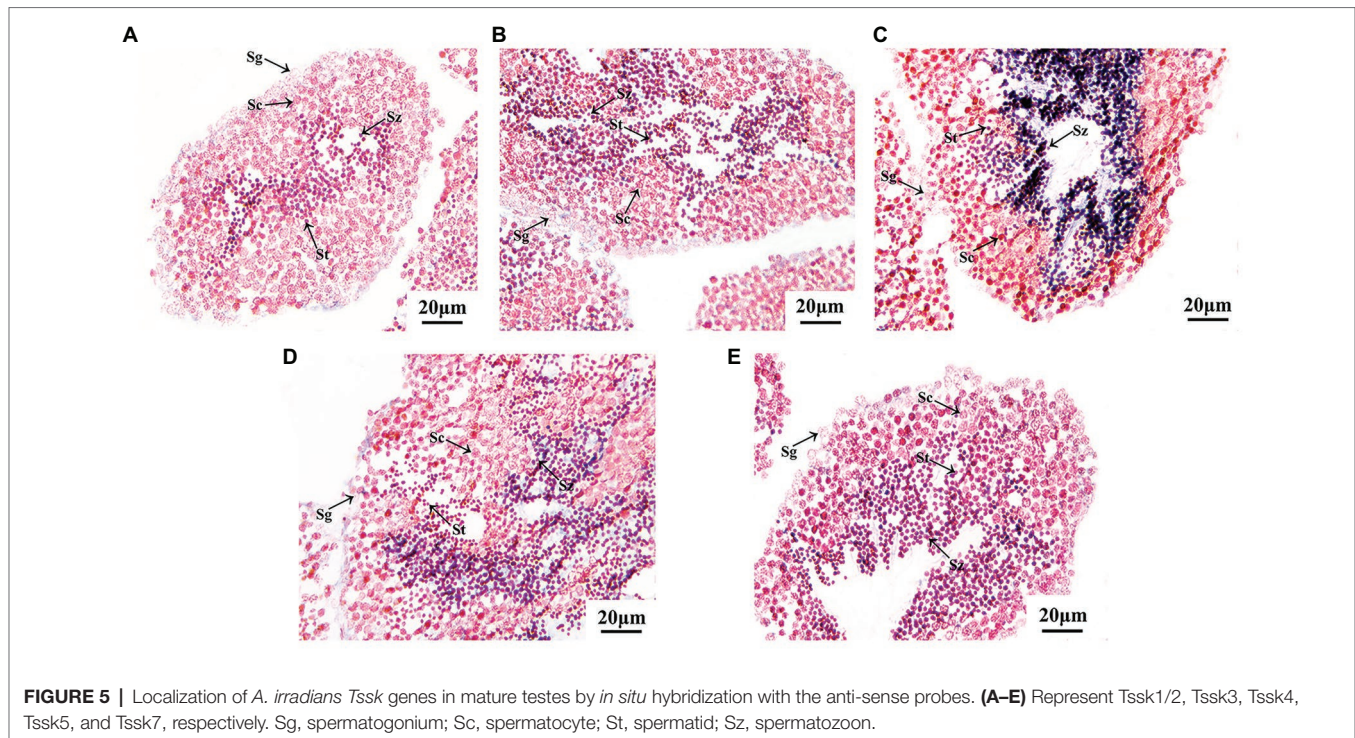 A
Sg
Sc
Sz
St
20µm
B
Sz
St
Sc
Sg
20µm
C
St
Sz
Sg
Sc
20µm
D
Sc
Sz
Sg
St
20µm
E
Sc
Sg
St
Sz
20µm
FIGURE 5 | Localization of A. irradians Tssk genes in mature testes by in situ hybridization with the anti-sense probes. (A–E) Represent Tssk1/2, Tssk3, Tssk4,
Tssk5, and Tssk7, respectively. Sg, spermatogonium; Sc, spermatocyte; St, spermatid; Sz, spermatozoon.